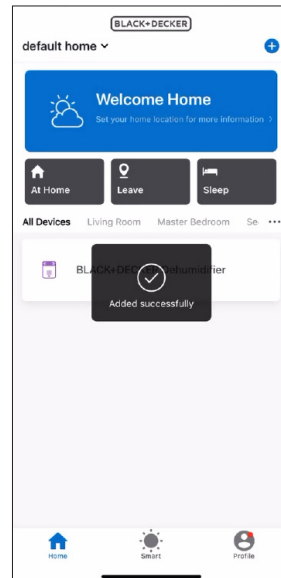 BLACK+DECKER
default home
Welcome Home
Set your home location for more information >
At Home
Leave
Sleep
All Devices Living Room Master Bedroom Se ...
BLACK+DECKER Dehumidifier
Added successfully
Home
Smart
Profile